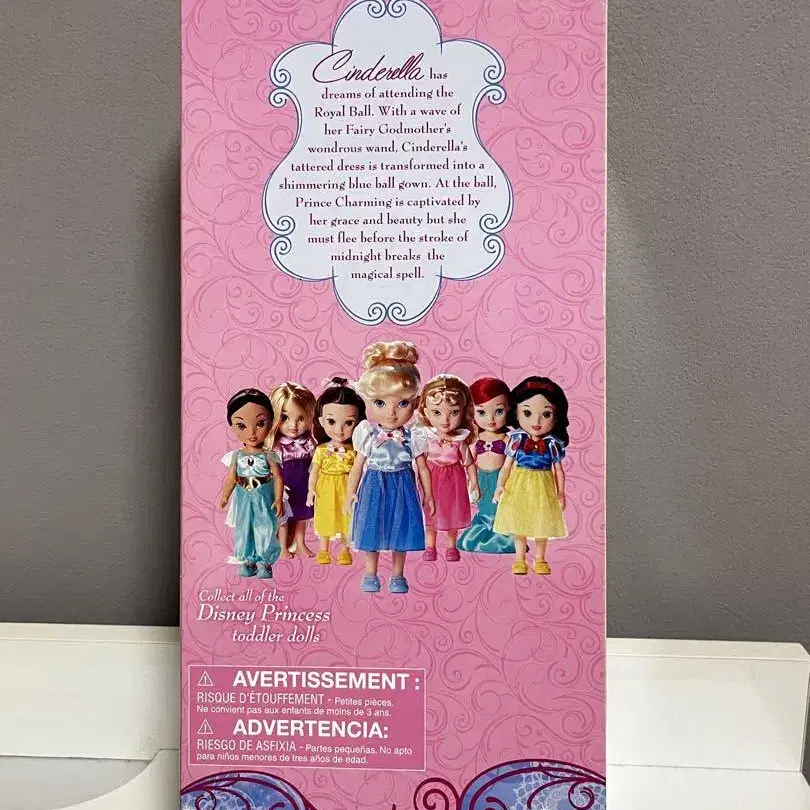 Cinderella has
dreams of attending the
Royal Ball. With a wave of
her Fairy Godmother's
wondrous wand, Cinderella's
tattered dress is transformed into a
shimmering blue ball gown. At the ball,
Prince Charming is captivated by
her grace and beauty but she
must flee before the stroke of
midnight breaks the
magical spell.
Collect all of the
Disney Princess
toddler dolls
AVERTISSEMENT :
RISQUE D'ÉTOUFFEMENT - Petites pièces.
Ne convient pas aux enfants de moins de 3 ans.
ADVERTENCIA:
RIESGO DE ASFIXIA - Partes pequeñas. No apto
para niños menores de tres años de edad.